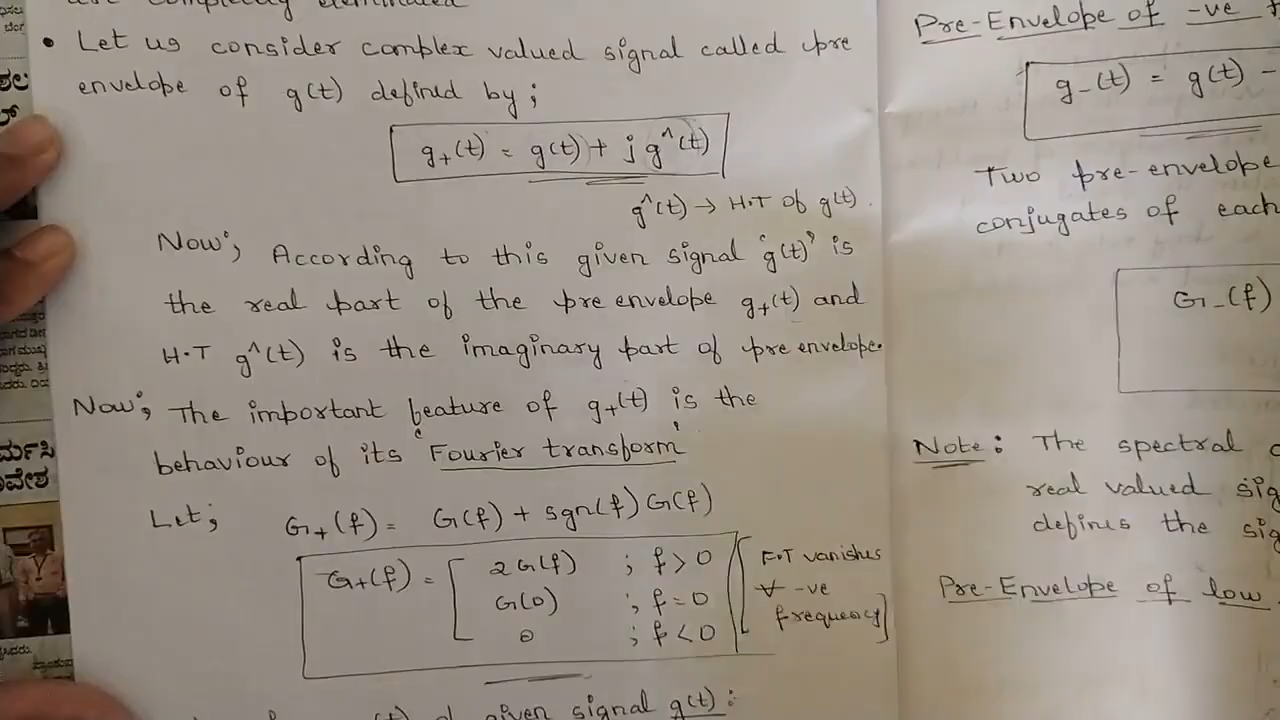 • Let us consider complex valued signal called pre
envelope of g(t) defined by;
g₊(t) = g(t) + j g^(t)
g^(t) → H.T of g(t).
Now; According to this given signal 'g(t)' is
the real part of the pre envelope g₊(t) and
H.T g^(t) is the imaginary part of pre envelope.
Now; The important feature of g₊(t) is the
behaviour of its 'Fourier transform'
Let; G₊(f) = G(f) + sgn(f) G(f)
G₊(f) = [ 2G(f) ; f > 0
G(0) ; f = 0
0 ; f < 0
[F.T vanishes
∀ -ve
frequency]
given signal g(t) :
Pre-Envelope of -ve
g₋(t) = g(t) -
Two pre-envelope
conjugates of each
G₋(f)
Note: The spectral
real valued
defines the
Pre-Envelope of low